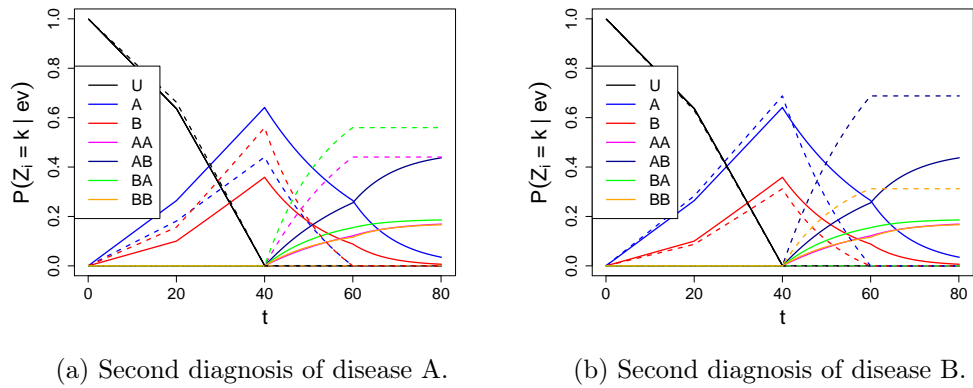 P(Z_i = k | ev)
1.0
0.8
0.6
0.4
0.2
0.0
U
A
B
AA
AB
BA
BB
0 20 40 60 80
t
(a) Second diagnosis of disease A.
P(Z_i = k | ev)
1.0
0.8
0.6
0.4
0.2
0.0
U
A
B
AA
AB
BA
BB
0 20 40 60 80
t
(b) Second diagnosis of disease B.